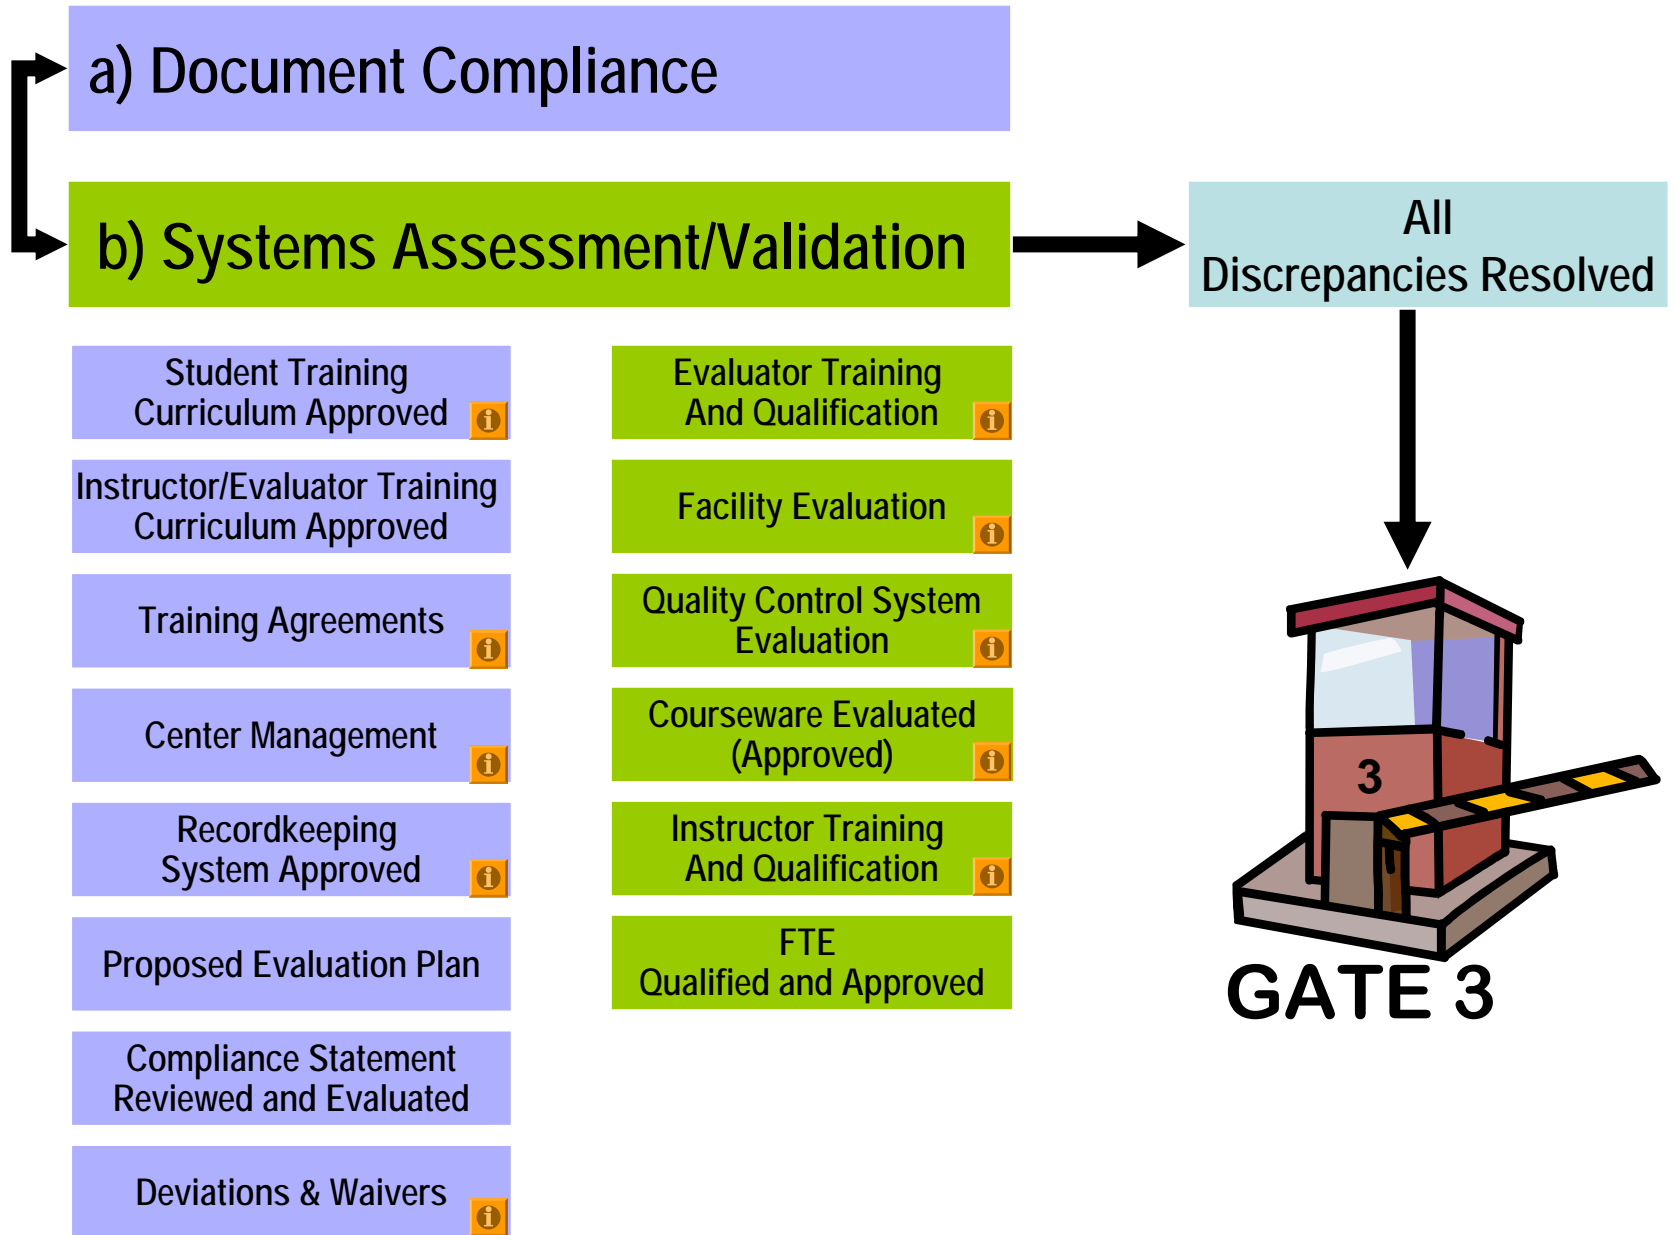 a) Document Compliance
b) Systems Assessment/Validation
All
Discrepancies Resolved
Student Training
Curriculum Approved
Instructor/Evaluator Training
Curriculum Approved
Training Agreements
Center Management
Recordkeeping
System Approved
Proposed Evaluation Plan
Compliance Statement
Reviewed and Evaluated
Deviations & Waivers
Evaluator Training
And Qualification
Facility Evaluation
Quality Control System
Evaluation
Courseware Evaluated
(Approved)
Instructor Training
And Qualification
FTE
Qualified and Approved
3
GATE 3